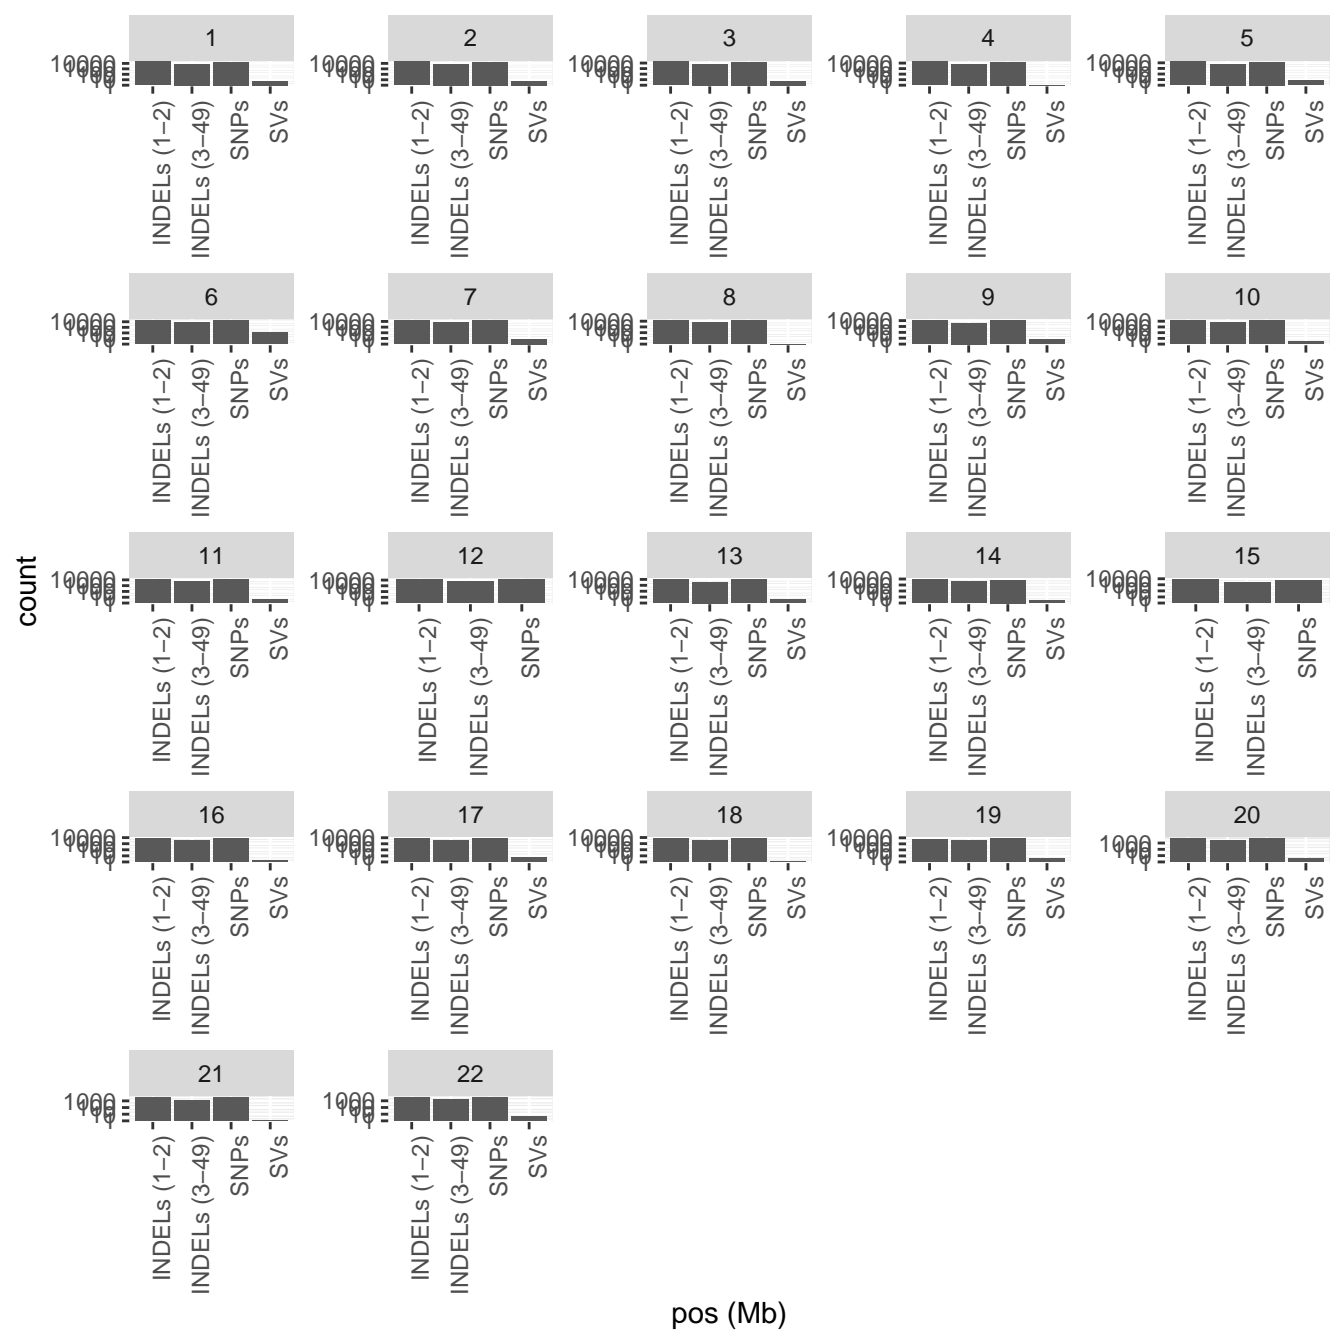 1 2 3 4 5
10000 10000 10000 10000 10000
INDELs (1−2) INDELs (3−49) SNPs SVs INDELs (1−2) INDELs (3−49) SNPs SVs INDELs (1−2) INDELs (3−49) SNPs SVs INDELs (1−2) INDELs (3−49) SNPs SVs INDELs (1−2) INDELs (3−49) SNPs SVs
6 7 8 9 10
10000 10000 10000 10000 10000
INDELs (1−2) INDELs (3−49) SNPs SVs INDELs (1−2) INDELs (3−49) SNPs SVs INDELs (1−2) INDELs (3−49) SNPs SVs INDELs (1−2) INDELs (3−49) SNPs SVs INDELs (1−2) INDELs (3−49) SNPs SVs
count
11 12 13 14 15
10000 10000 10000 10000 10000
INDELs (1−2) INDELs (3−49) SNPs SVs INDELs (1−2) INDELs (3−49) SNPs INDELs (1−2) INDELs (3−49) SNPs SVs INDELs (1−2) INDELs (3−49) SNPs SVs INDELs (1−2) INDELs (3−49) SNPs
16 17 18 19 20
10000 10000 10000 10000 1000
INDELs (1−2) INDELs (3−49) SNPs SVs INDELs (1−2) INDELs (3−49) SNPs SVs INDELs (1−2) INDELs (3−49) SNPs SVs INDELs (1−2) INDELs (3−49) SNPs SVs INDELs (1−2) INDELs (3−49) SNPs SVs
21 22
1000 1000
INDELs (1−2) INDELs (3−49) SNPs SVs INDELs (1−2) INDELs (3−49) SNPs SVs
pos (Mb)